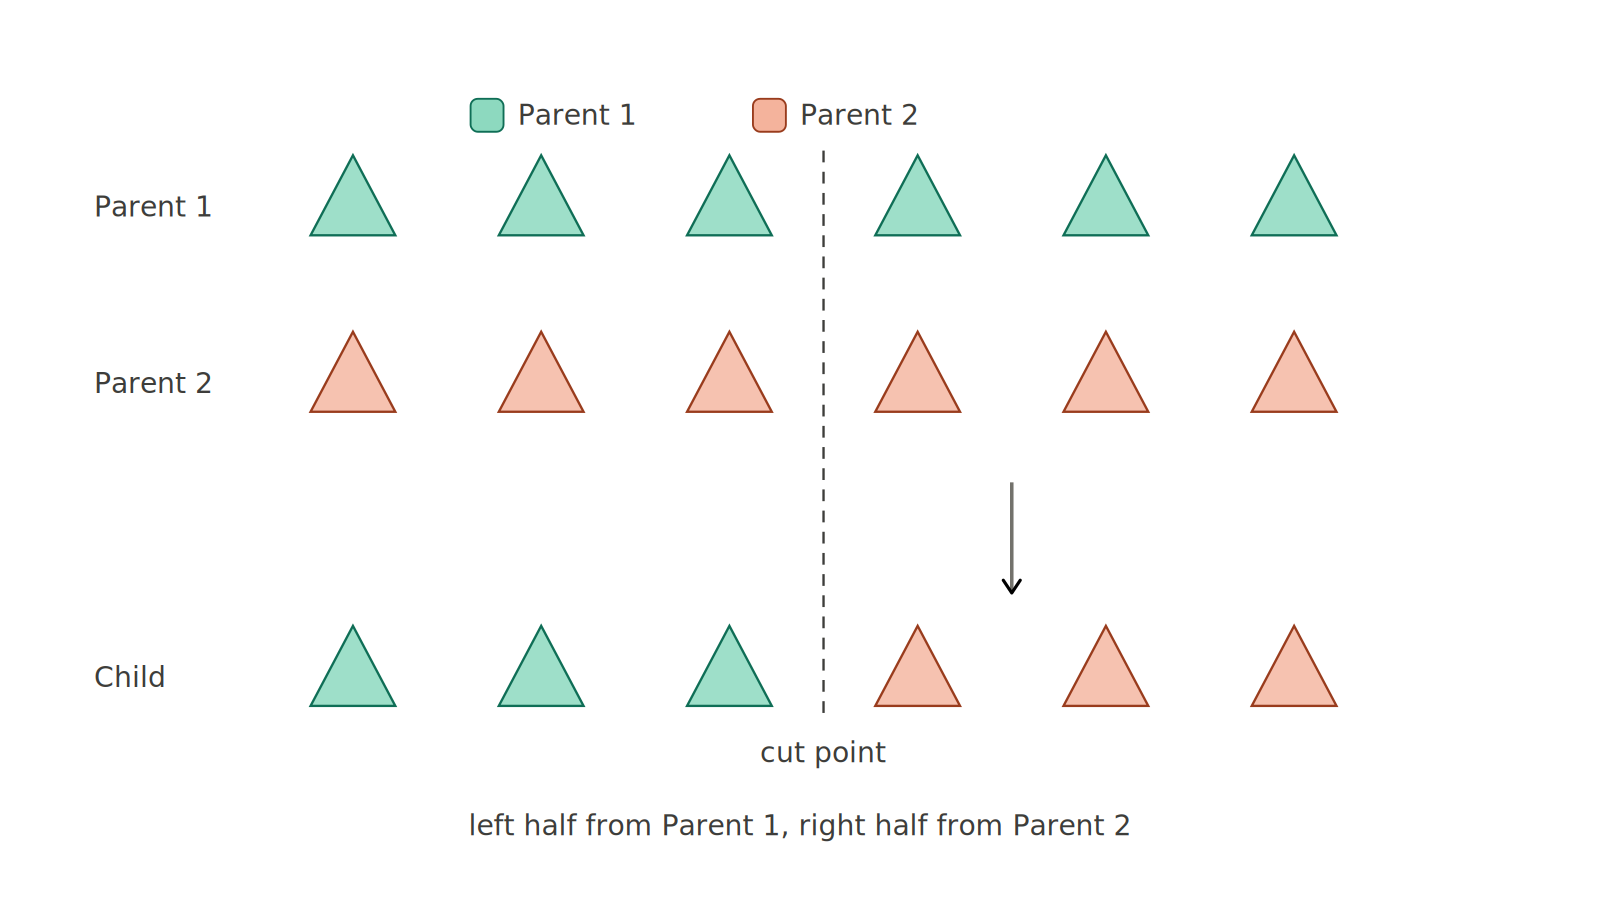 Parent 1
Parent 2
Parent 1
Parent 2
Child
cut point
left half from Parent 1, right half from Parent 2